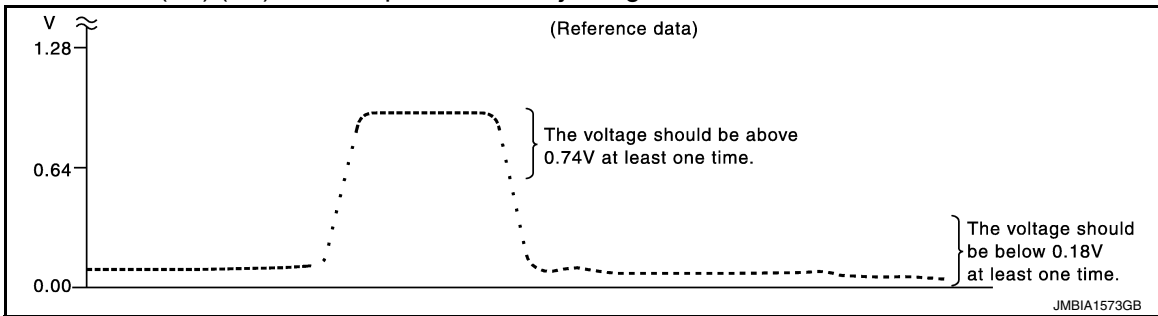 V
(Reference data)
1.28
The voltage should be above
0.74V at least one time.
0.64
The voltage should
be below 0.18V
at least one time.
0.00
JMBIA1573GB